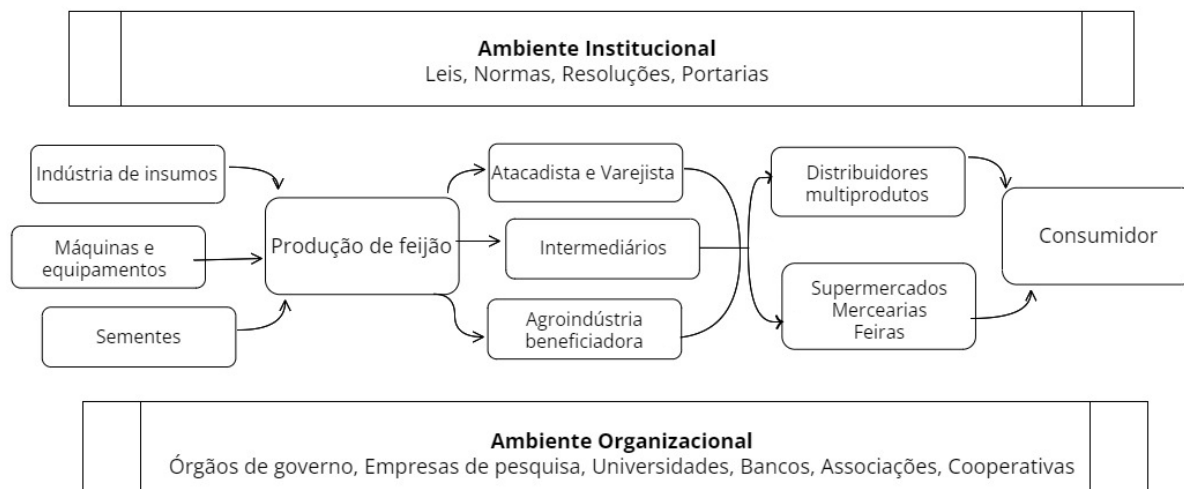 Ambiente Institucional
Leis, Normas, Resoluções, Portarias
Indústria de insumos
Máquinas e
equipamentos
Sementes
Produção de feijão
Atacadista e Varejista
Intermediários
Agroindústria
beneficiadora
Distribuidores
multiprodutos
Supermercados
Mercearias
Feiras
Consumidor
Ambiente Organizacional
Órgãos de governo, Empresas de pesquisa, Universidades, Bancos, Associações, Cooperativas